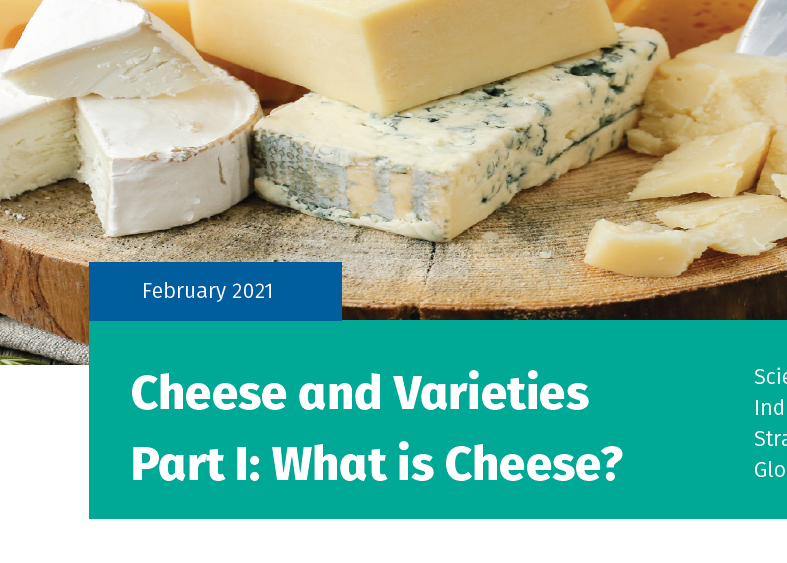 February 2021
Cheese and Varieties
Part I: What is Cheese?